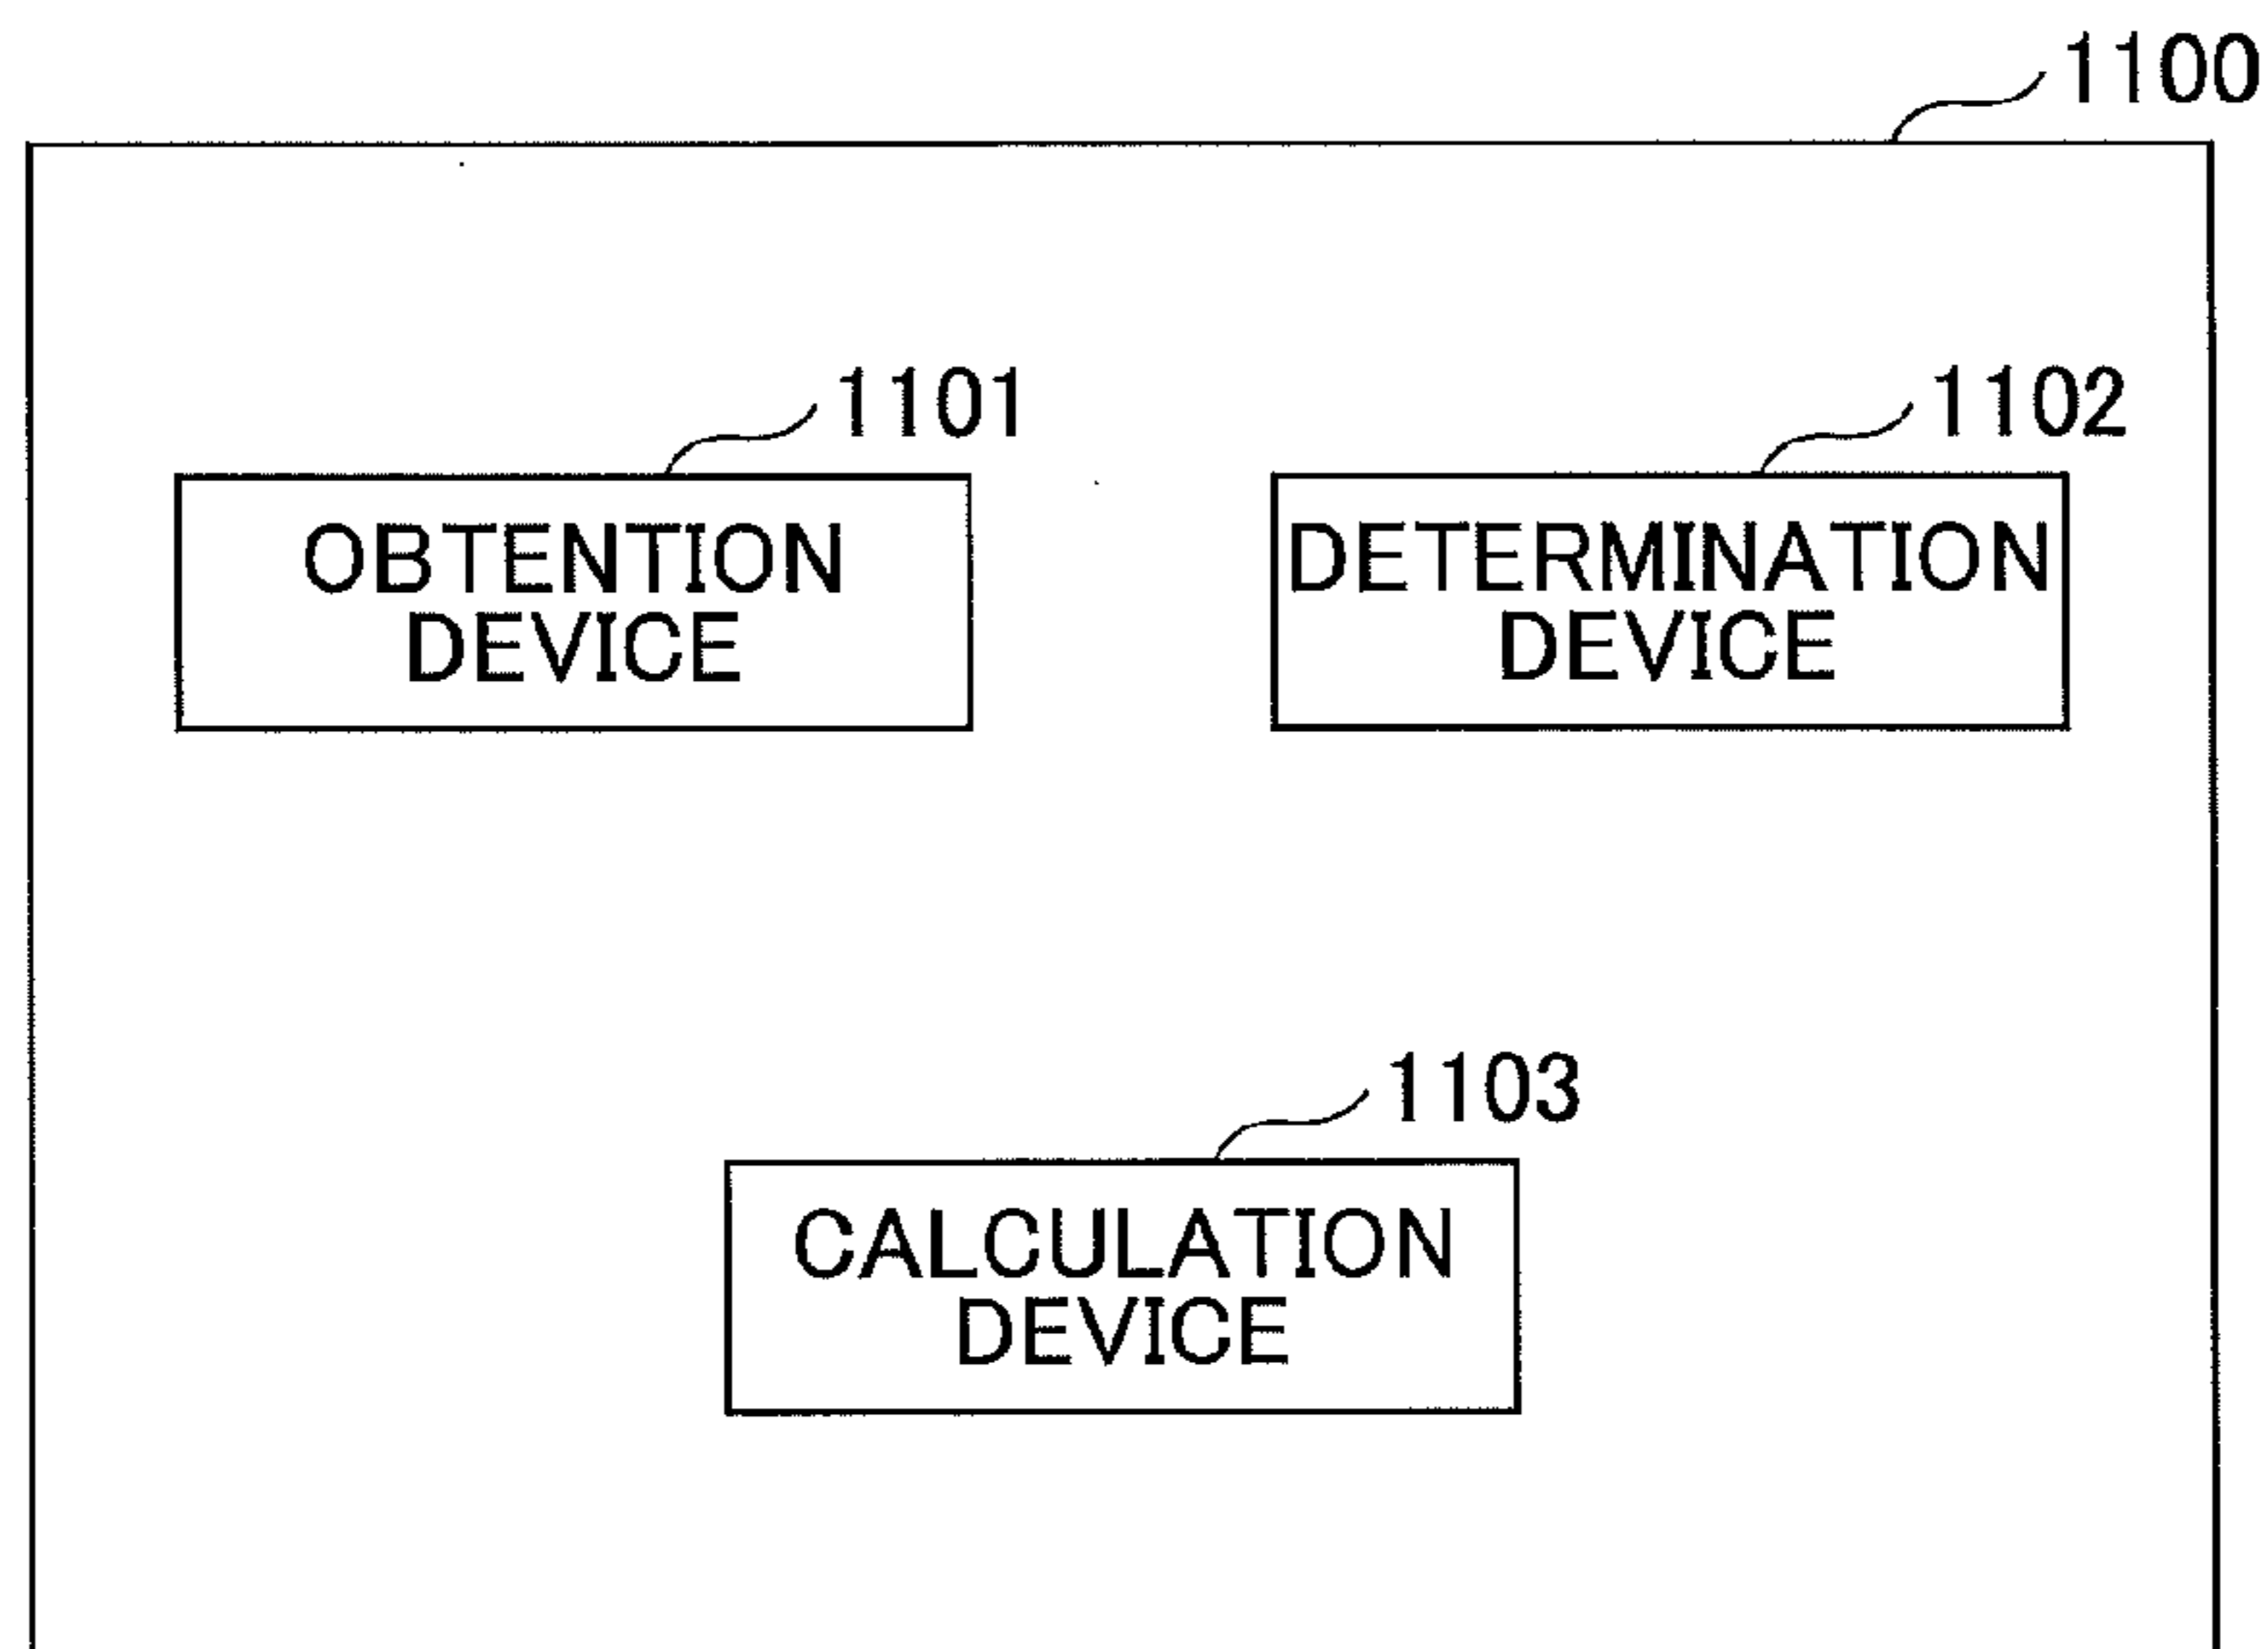 1100
1101
OBTENTION
DEVICE
1102
DETERMINATION
DEVICE
1103
CALCULATION
DEVICE